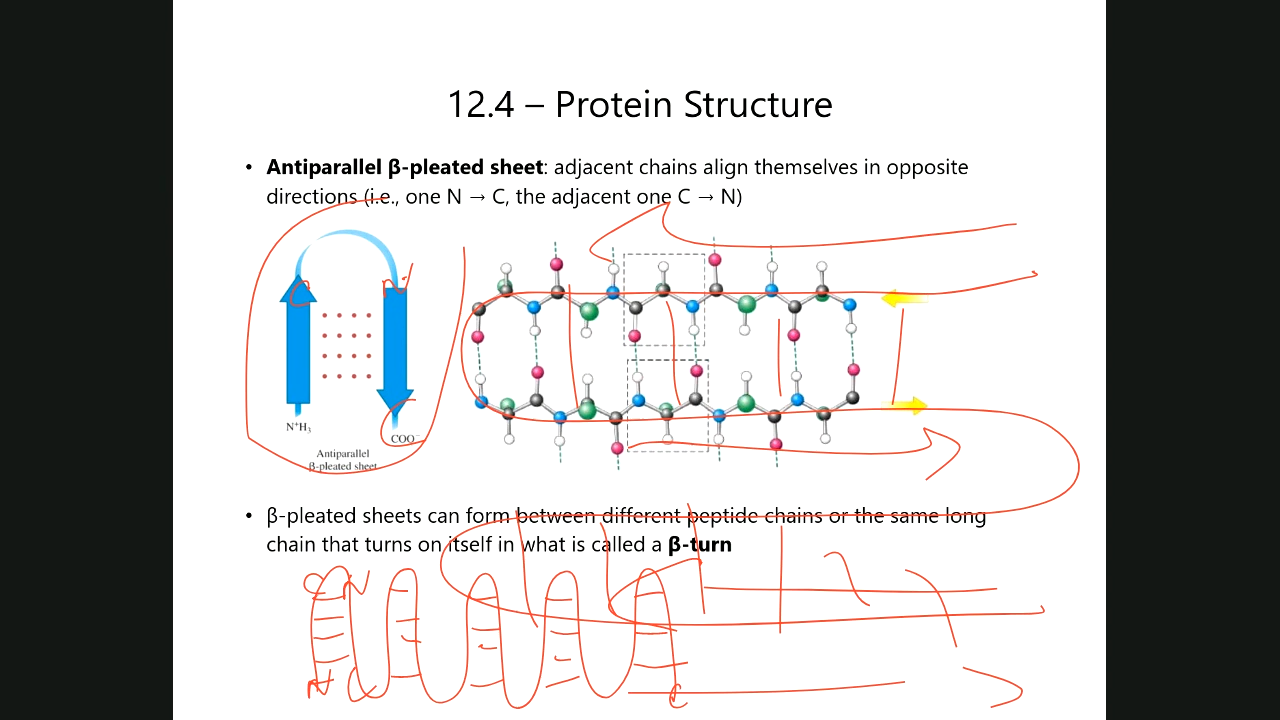 12.4 – Protein Structure
• Antiparallel β-pleated sheet: adjacent chains align themselves in opposite
directions (i.e., one N → C, the adjacent one C → N)
C
N
N⁺H₃
COO⁻
Antiparallel
β-pleated sheet
• β-pleated sheets can form between different peptide chains or the same long
chain that turns on itself in what is called a β-turn
C N
N C
C